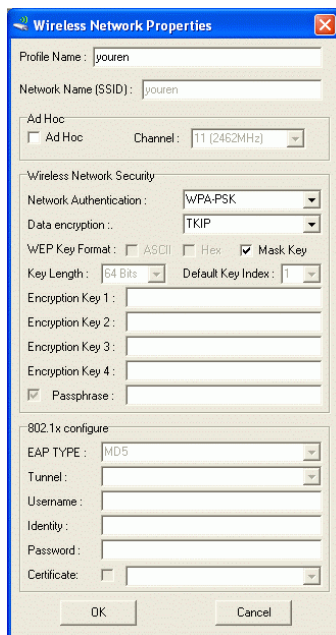 Wireless Network Properties
Profile Name : youren
Network Name (SSID) : youren
Ad Hoc
Ad Hoc Channel : 11 (2462MHz)
Wireless Network Security
Network Authentication : WPA-PSK
Data encryption :. TKIP
WEP Key Format : ASCII Hex Mask Key
Key Length : 64 Bits Default Key Index : 1
Encryption Key 1 :
Encryption Key 2 :
Encryption Key 3 :
Encryption Key 4 :
Passphrase :
802.1x configure
EAP TYPE : MD5
Tunnel :
Username :
Identity :
Password :
Certificate:
OK Cancel